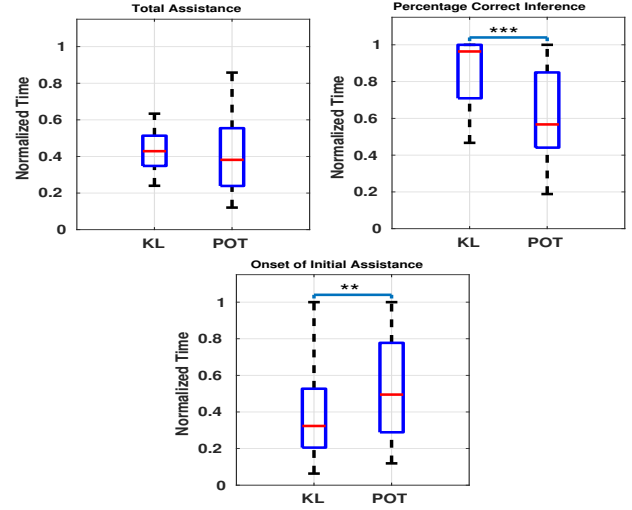 Total Assistance
Normalized Time
1
0.8
0.6
0.4
0.2
0
KL POT
Percentage Correct Inference
***
Normalized Time
1
0.8
0.6
0.4
0.2
0
KL POT
Onset of Initial Assistance
**
Normalized Time
1
0.8
0.6
0.4
0.2
0
KL POT